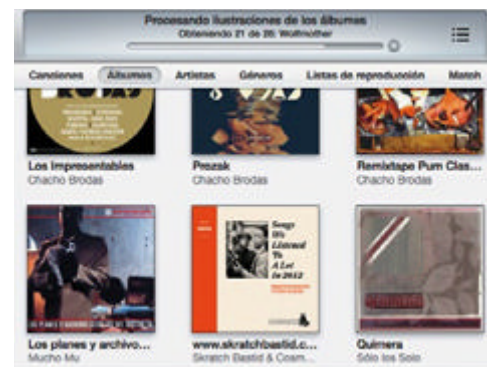 Procesando ilustraciones de los álbumes
Obteniendo 21 de 26: Wolfmother
Canciones Álbumes Artistas Géneros Listas de reproducción Match
Los Impresentables
Chacho Brodas
Prozak
Chacho Brodas
Remixtape Pum Clas...
Chacho Brodas
Songs
We
Listened
To
A Lot
in 2012
Los planes y archivo...
Mucho Mu
www.skratchbastid.c...
Skratch Bastid & Cosm...
Quimera
Sólo los Solo